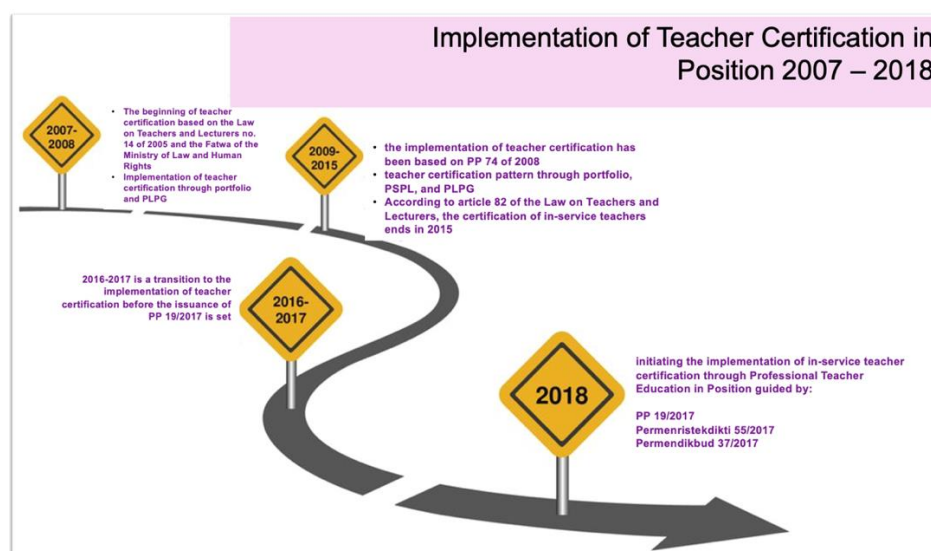 Implementation of Teacher Certification in
Position 2007 – 2018
2007-
2008
• The beginning of teacher
certification based on the Law
on Teachers and Lecturers no.
14 of 2005 and the Fatwa of the
Ministry of Law and Human
Rights
• Implementation of teacher
certification through portfolio
and PLPG
2009-
2015
• the implementation of teacher certification has
been based on PP 74 of 2008
• teacher certification pattern through portfolio,
PSPL, and PLPG
• According to article 82 of the Law on Teachers and
Lecturers, the certification of in-service teachers
ends in 2015
2016-2017 is a transition to the
implementation of teacher
certification before the issuance of
PP 19/2017 is set
2016-
2017
2018
initiating the implementation of in-service teacher
certification through Professional Teacher
Education in Position guided by:
PP 19/2017
Permenristekdikti 55/2017
Permendikbud 37/2017